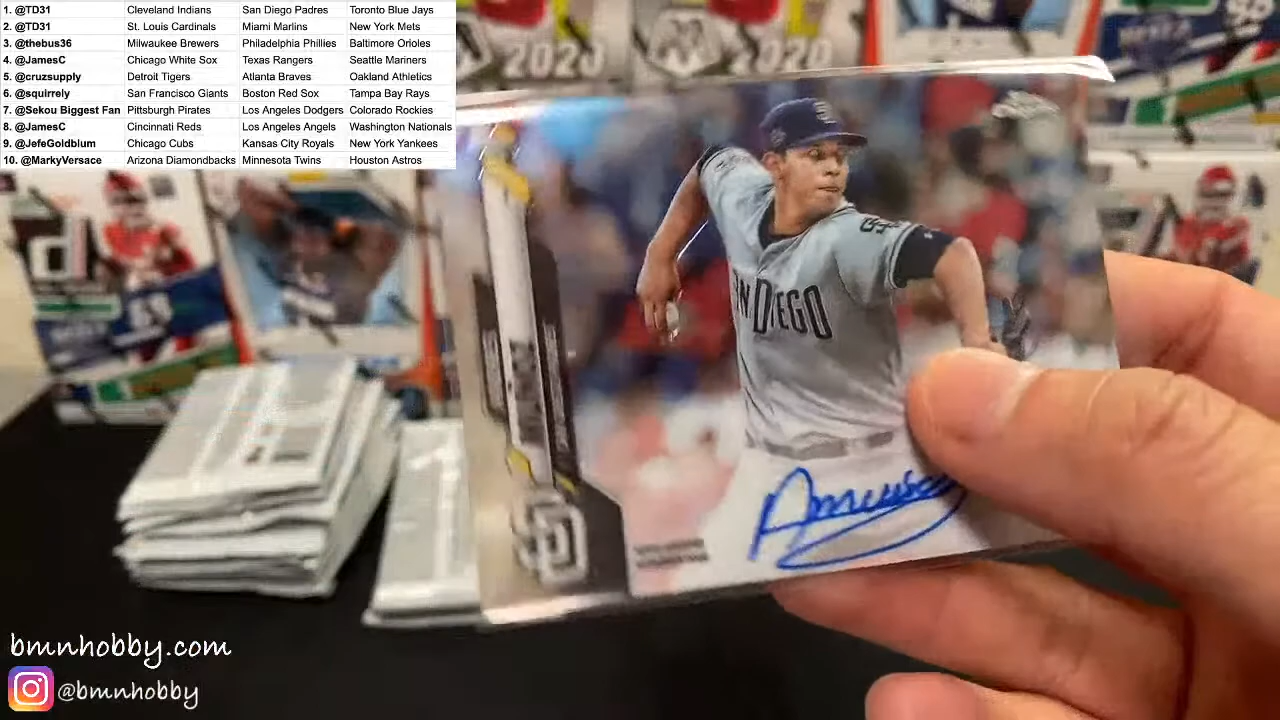 1. @TD31 Cleveland Indians San Diego Padres Toronto Blue Jays
2. @TD31 St. Louis Cardinals Miami Marlins New York Mets
3. @thebus36 Milwaukee Brewers Philadelphia Phillies Baltimore Orioles
4. @JamesC Chicago White Sox Texas Rangers Seattle Mariners
5. @cruzsupply Detroit Tigers Atlanta Braves Oakland Athletics
6. @squirrely San Francisco Giants Boston Red Sox Tampa Bay Rays
7. @Sekou Biggest Fan Pittsburgh Pirates Los Angeles Dodgers Colorado Rockies
8. @JamesC Cincinnati Reds Los Angeles Angels Washington Nationals
9. @JefeGoldblum Chicago Cubs Kansas City Royals New York Yankees
10. @MarkyVersace Arizona Diamondbacks Minnesota Twins Houston Astros
2020 2020
DIEGO
bmnhobby.com
@bmnhobby